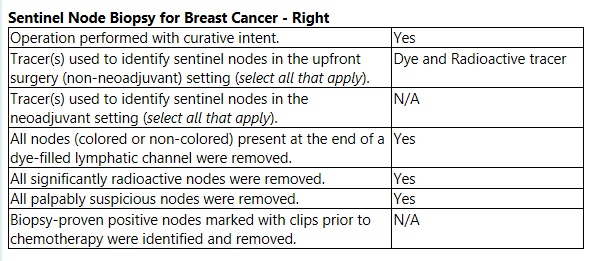 Sentinel Node Biopsy for Breast Cancer - Right
Operation performed with curative intent. Yes
Tracer(s) used to identify sentinel nodes in the upfront Dye and Radioactive tracer
surgery (non-neoadjuvant) setting (select all that apply).
Tracer(s) used to identify sentinel nodes in the N/A
neoadjuvant setting (select all that apply).
All nodes (colored or non-colored) present at the end of a Yes
dye-filled lymphatic channel were removed.
All significantly radioactive nodes were removed. Yes
All palpably suspicious nodes were removed. Yes
Biopsy-proven positive nodes marked with clips prior to N/A
chemotherapy were identified and removed.